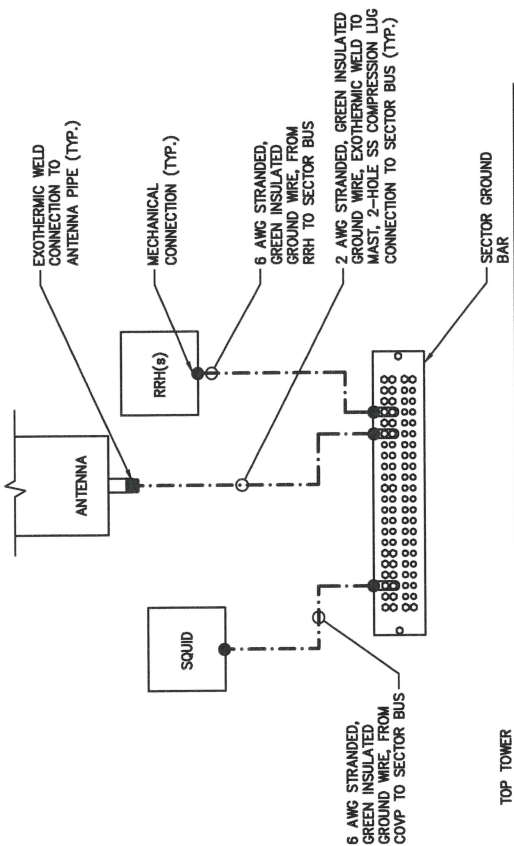 EXOTHERMIC WELD
CONNECTION TO
ANTENNA PIPE (TYP.)
ANTENNA
MECHANICAL
CONNECTION (TYP.)
RRH(s)
SQUID
6 AWG STRANDED,
GREEN INSULATED
GROUND WIRE, FROM
RRH TO SECTOR BUS
2 AWG STRANDED, GREEN INSULATED
GROUND WIRE, EXOTHERMIC WELD TO
MAST, 2-HOLE SS COMPRESSION LUG
CONNECTION TO SECTOR BUS (TYP.)
6 AWG STRANDED,
GREEN INSULATED
GROUND WIRE, FROM
COVP TO SECTOR BUS
SECTOR GROUND
BAR
TOP TOWER